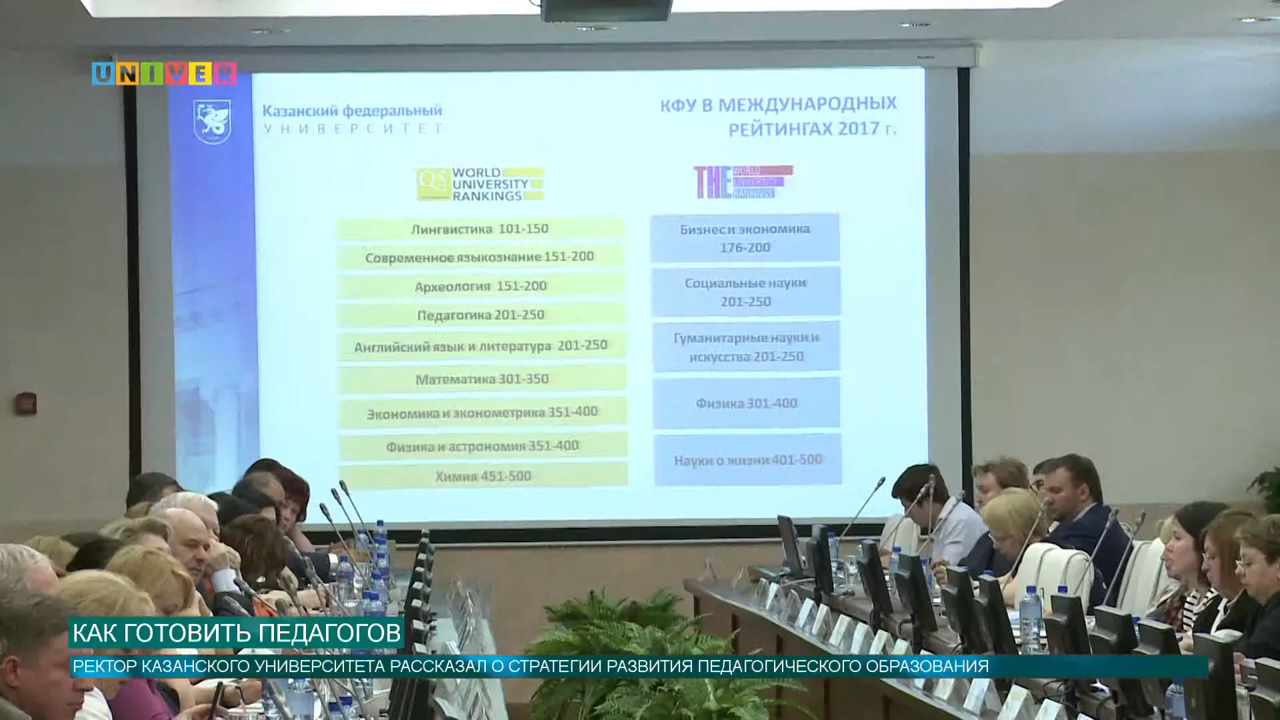 UNIVER
Казанский федеральный
УНИВЕРСИТЕТ
КФУ В МЕЖДУНАРОДНЫХ
РЕЙТИНГАХ 2017 г.
QS
WORLD
UNIVERSITY
RANKINGS
Лингвистика 101-150
Современное языкознание 151-200
Археология 151-200
Педагогика 201-250
Английский язык и литература 201-250
Математика 301-350
Экономика и эконометрика 351-400
Физика и астрономия 351-400
Химия 451-500
THE
WORLD
UNIVERSITY
RANKINGS
Бизнес и экономика
176-200
Социальные науки
201-250
Гуманитарные науки и
искусства 201-250
Физика 301-400
Науки о жизни 401-500
КАК ГОТОВИТЬ ПЕДАГОГОВ
РЕКТОР КАЗАНСКОГО УНИВЕРСИТЕТА РАССКАЗАЛ О СТРАТЕГИИ РАЗВИТИЯ ПЕДАГОГИЧЕСКОГО ОБРАЗОВАНИЯ